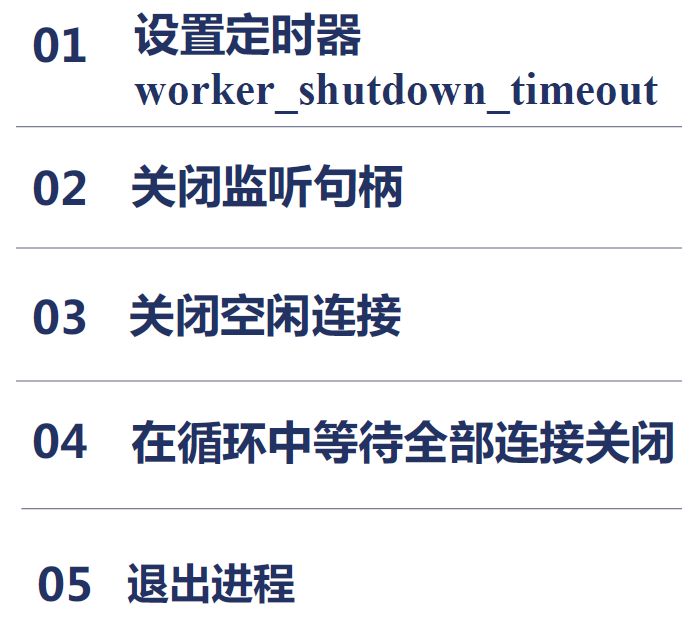 01 设置定时器
worker_shutdown_timeout
02 关闭监听句柄
03 关闭空闲连接
04 在循环中等待全部连接关闭
05 退出进程